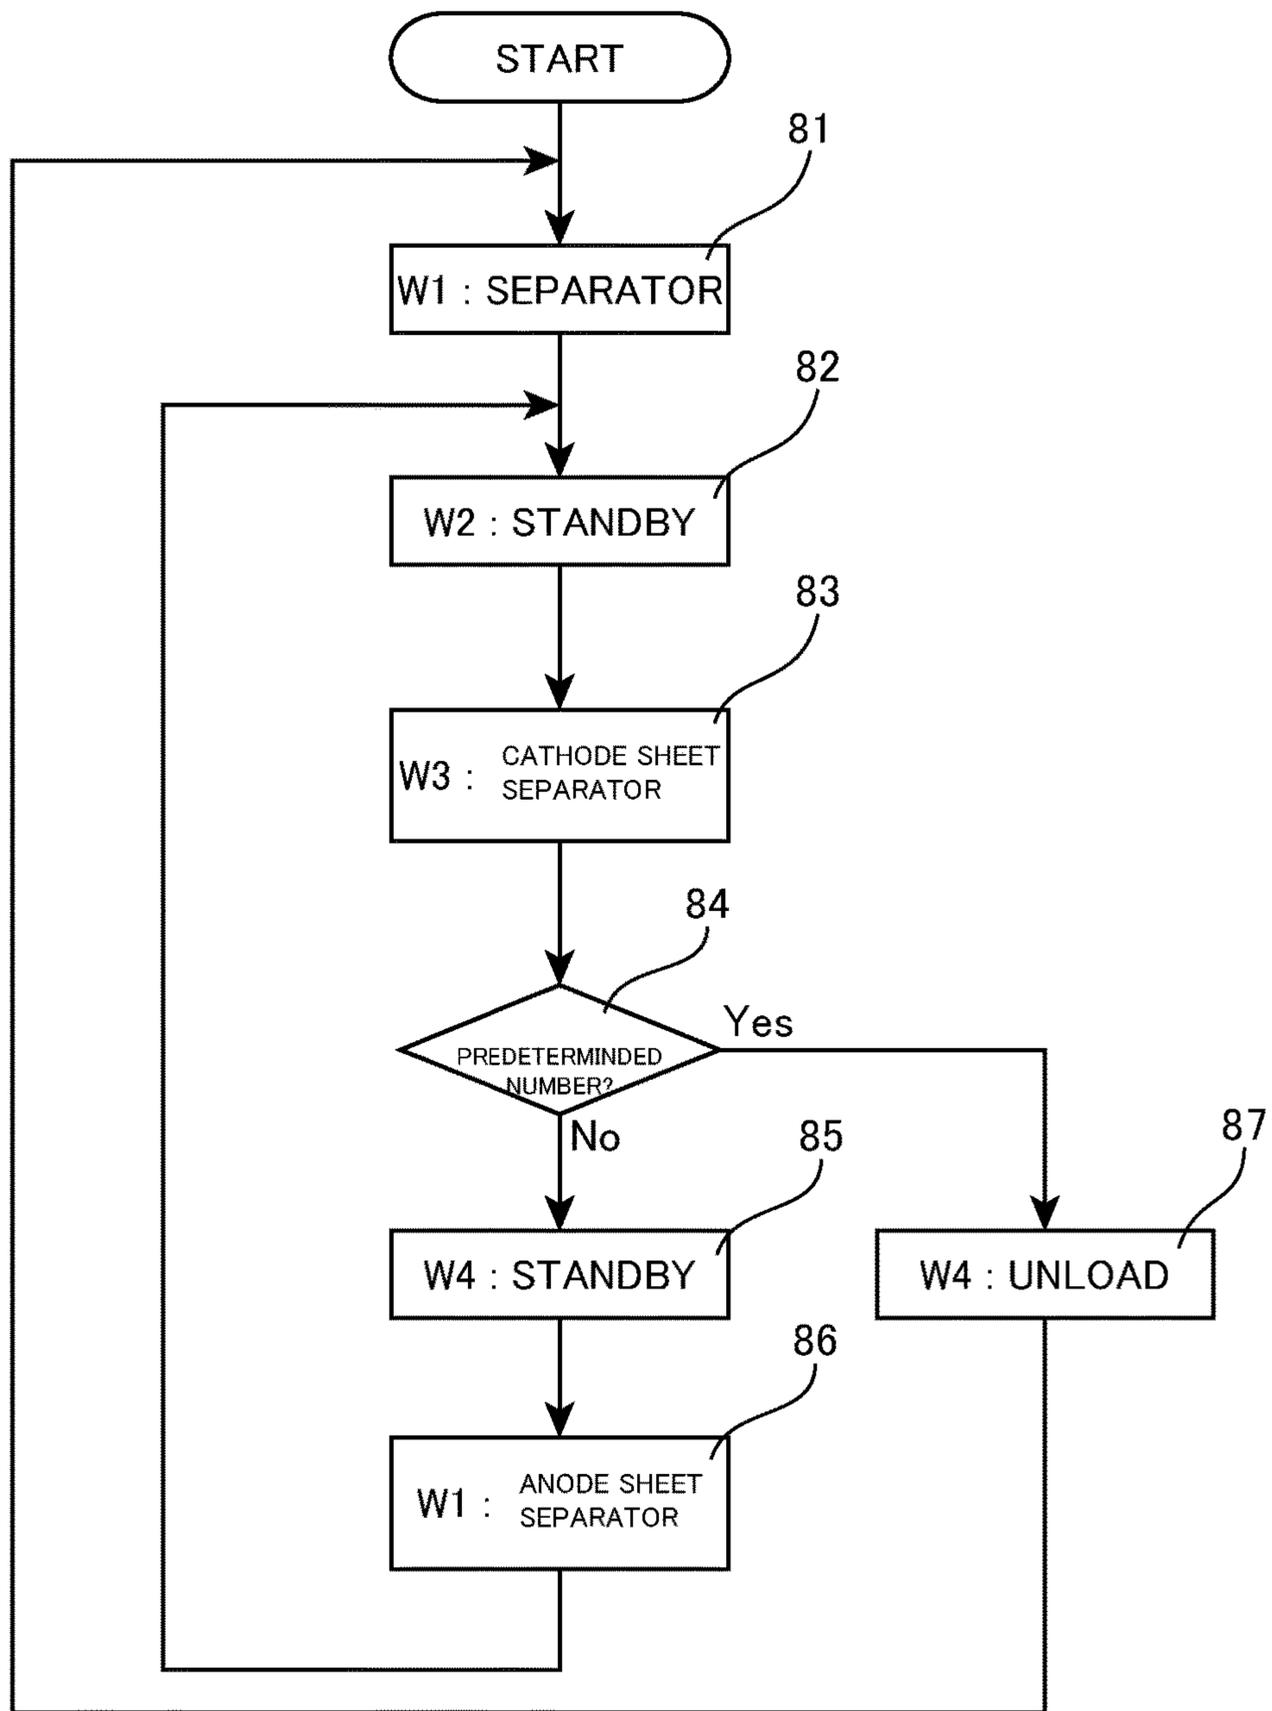 START
81
W1 : SEPARATOR
82
W2 : STANDBY
83
W3 : CATHODE SHEET
SEPARATOR
84
Yes
PREDETERMINDED
NUMBER?
No
85
87
W4 : STANDBY
W4 : UNLOAD
86
W1 : ANODE SHEET
SEPARATOR